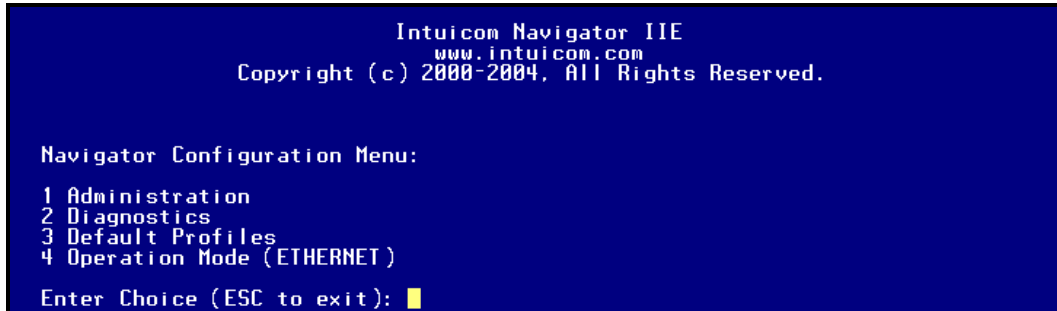 Intuicom Navigator IIE
www.intuicom.com
Copyright (c) 2000-2004, All Rights Reserved.
Navigator Configuration Menu:
1 Administration
2 Diagnostics
3 Default Profiles
4 Operation Mode (ETHERNET)
Enter Choice (ESC to exit):